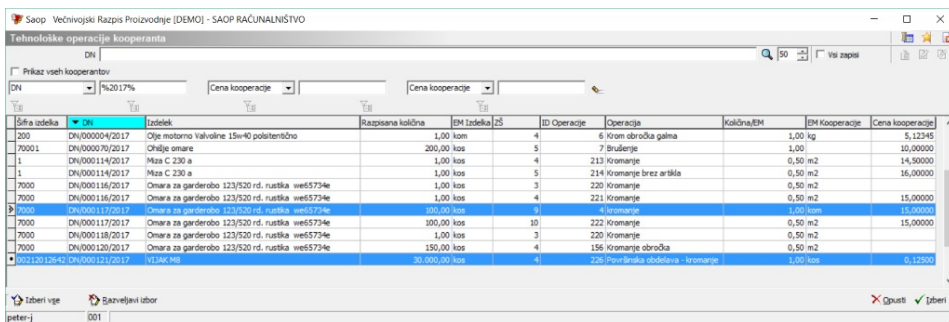 Saop Večnivojski Razpis Proizvodnje [DEMO] - SAOP RAČUNALNIŠTVO
Tehnološke operacije kooperanta
DN 50 Vsi zapisi
Prikaz vseh kooperantov
DN %2017% Cena kooperacije Cena kooperacije
Šifra izdelka DN Izdelek Razpisana količina EM Izdelka ZŠ ID Operacije Operacija Količina/EM EM Kooperacije Cena kooperacije
200 DN/000004/2017 Olje motorno Valvoline 15w40 polsitentično 1,00 kom 4 6 Krom obročka galma 1,00 kg 5,12345
70001 DN/000070/2017 Ohišje omare 200,00 kos 5 7 Brušenje 1,00 10,00000
1 DN/000114/2017 Miza C 230 a 1,00 kos 4 213 Kromanje 0,50 m2 14,50000
1 DN/000114/2017 Miza C 230 a 1,00 kos 5 214 Kromanje brez artikla 0,50 m2 16,00000
7000 DN/000116/2017 Omara za garderobo 123/520 rd. rustika we65734e 1,00 kos 3 220 Kromanje 0,50 m2
7000 DN/000116/2017 Omara za garderobo 123/520 rd. rustika we65734e 1,00 kos 4 221 Kromanje 0,50 m2 15,00000
7000 DN/000117/2017 Omara za garderobo 123/520 rd. rustika we65734e 100,00 kos 9 4 kromanje 1,00 kom 15,00000
7000 DN/000117/2017 Omara za garderobo 123/520 rd. rustika we65734e 100,00 kos 10 222 Kromanje 0,50 m2 15,00000
7000 DN/000118/2017 Omara za garderobo 123/520 rd. rustika we65734e 1,00 kos 3 220 Kromanje 0,50 m2
7000 DN/000120/2017 Omara za garderobo 123/520 rd. rustika we65734e 150,00 kos 4 156 Kromanje obročka 0,50 m2
00212012642 DN/000121/2017 VIJAK M8 30.000,00 kos 4 226 Površinska obdelava - kromanje 1,00 kos 0,12500
Izberi vse Razveljavi izbor Opusti Izberi
peter-j 001